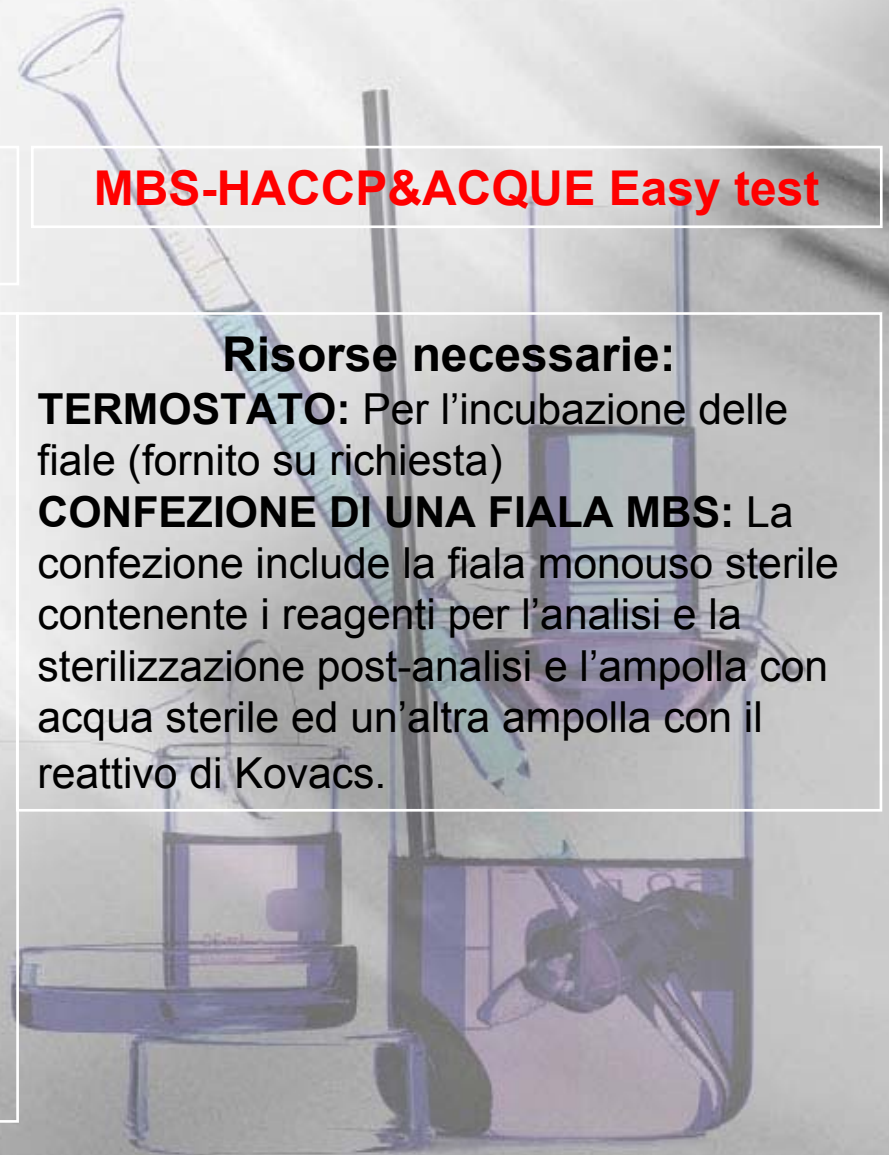 MBS-HACCP&ACQUE Easy test
Risorse necessarie:
TERMOSTATO: Per l’incubazione delle
fiale (fornito su richiesta)
CONFEZIONE DI UNA FIALA MBS: La
confezione include la fiala monouso sterile
contenente i reagenti per l’analisi e la
sterilizzazione post-analisi e l’ampolla con
acqua sterile ed un’altra ampolla con il
reattivo di Kovacs.